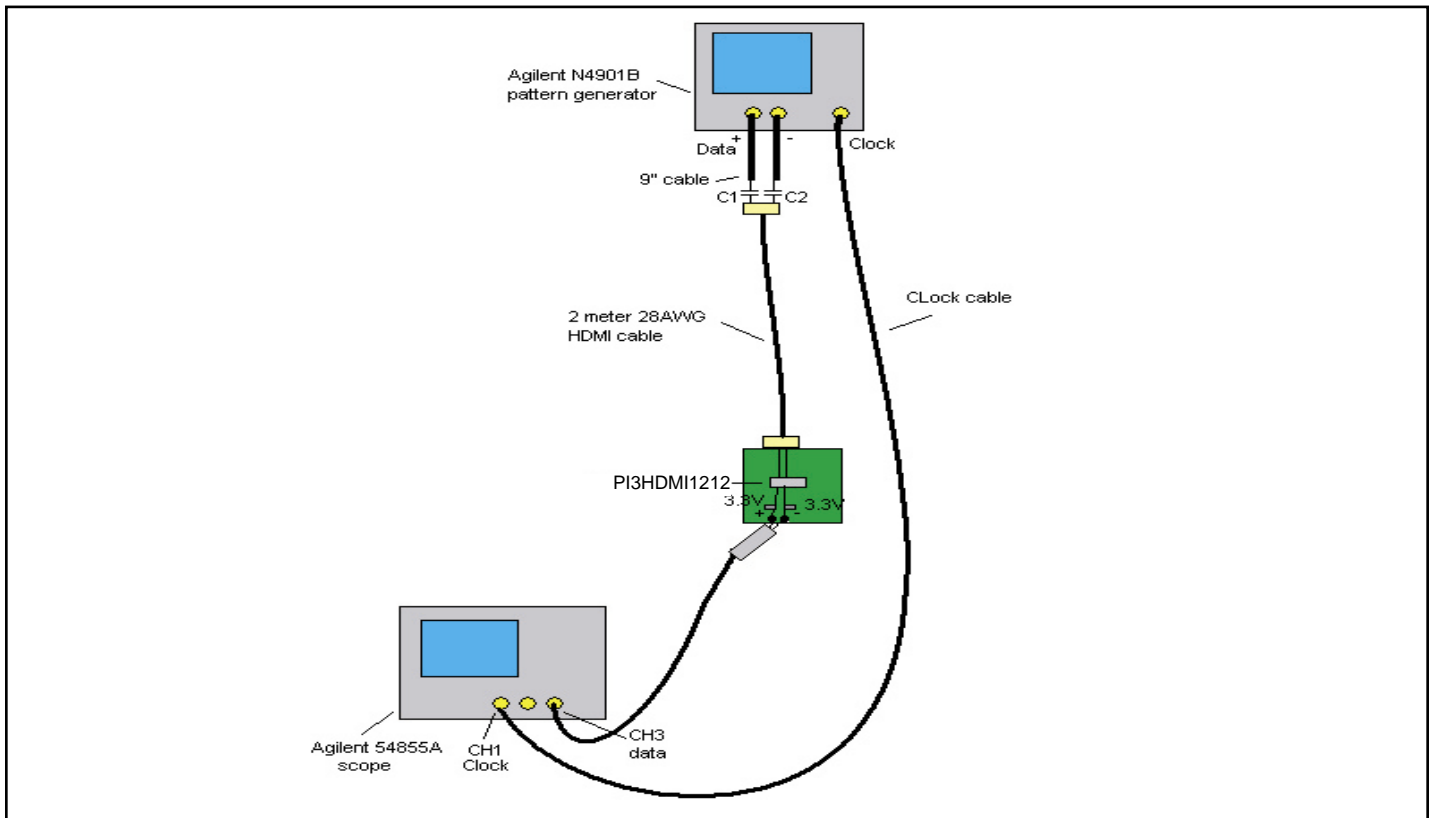 Agilent N4901B
pattern generator
Data
+
-
Clock
9" cable
C1
C2
2 meter 28AWG
HDMI cable
CLock cable
PI3HDMI1212
3.3V
3.3V
+
-
Agilent 54855A
scope
CH1
Clock
CH3
data